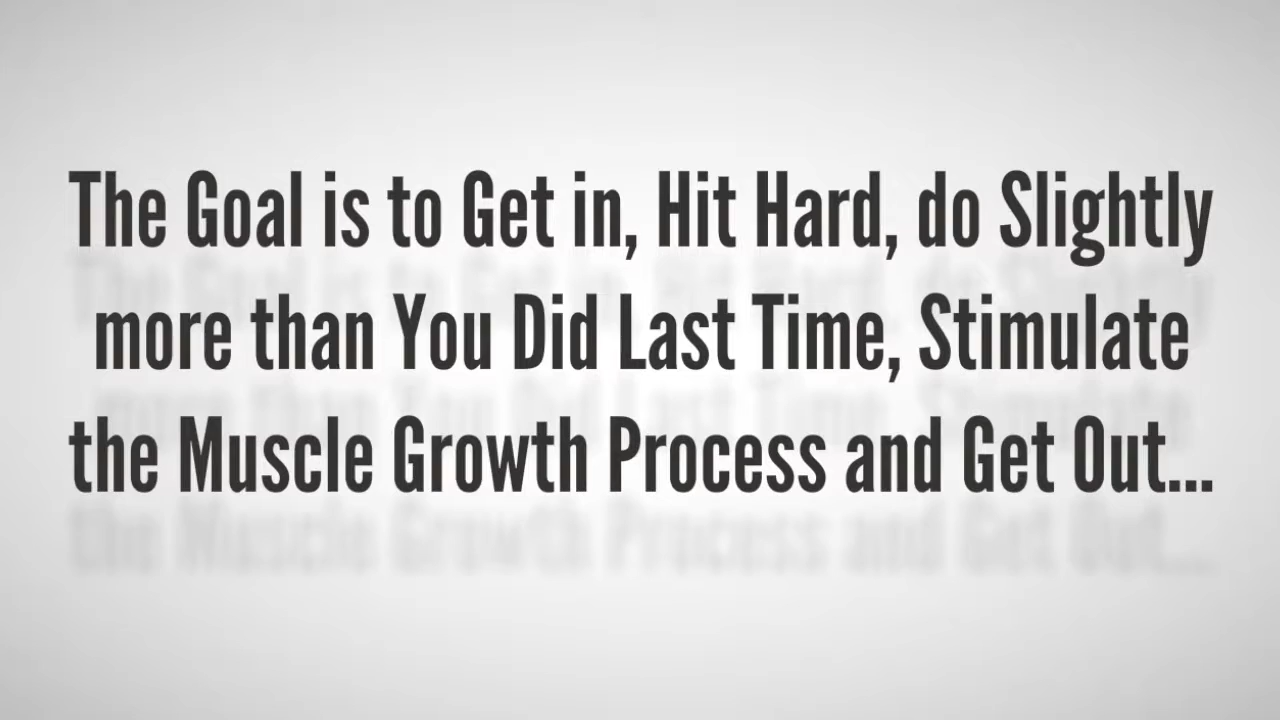 The Goal is to Get in, Hit Hard, do Slightly
more than You Did Last Time, Stimulate
the Muscle Growth Process and Get Out...